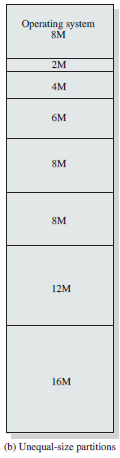 Operating system
8M
2M
4M
6M
8M
8M
12M
16M
(b) Unequal-size partitions